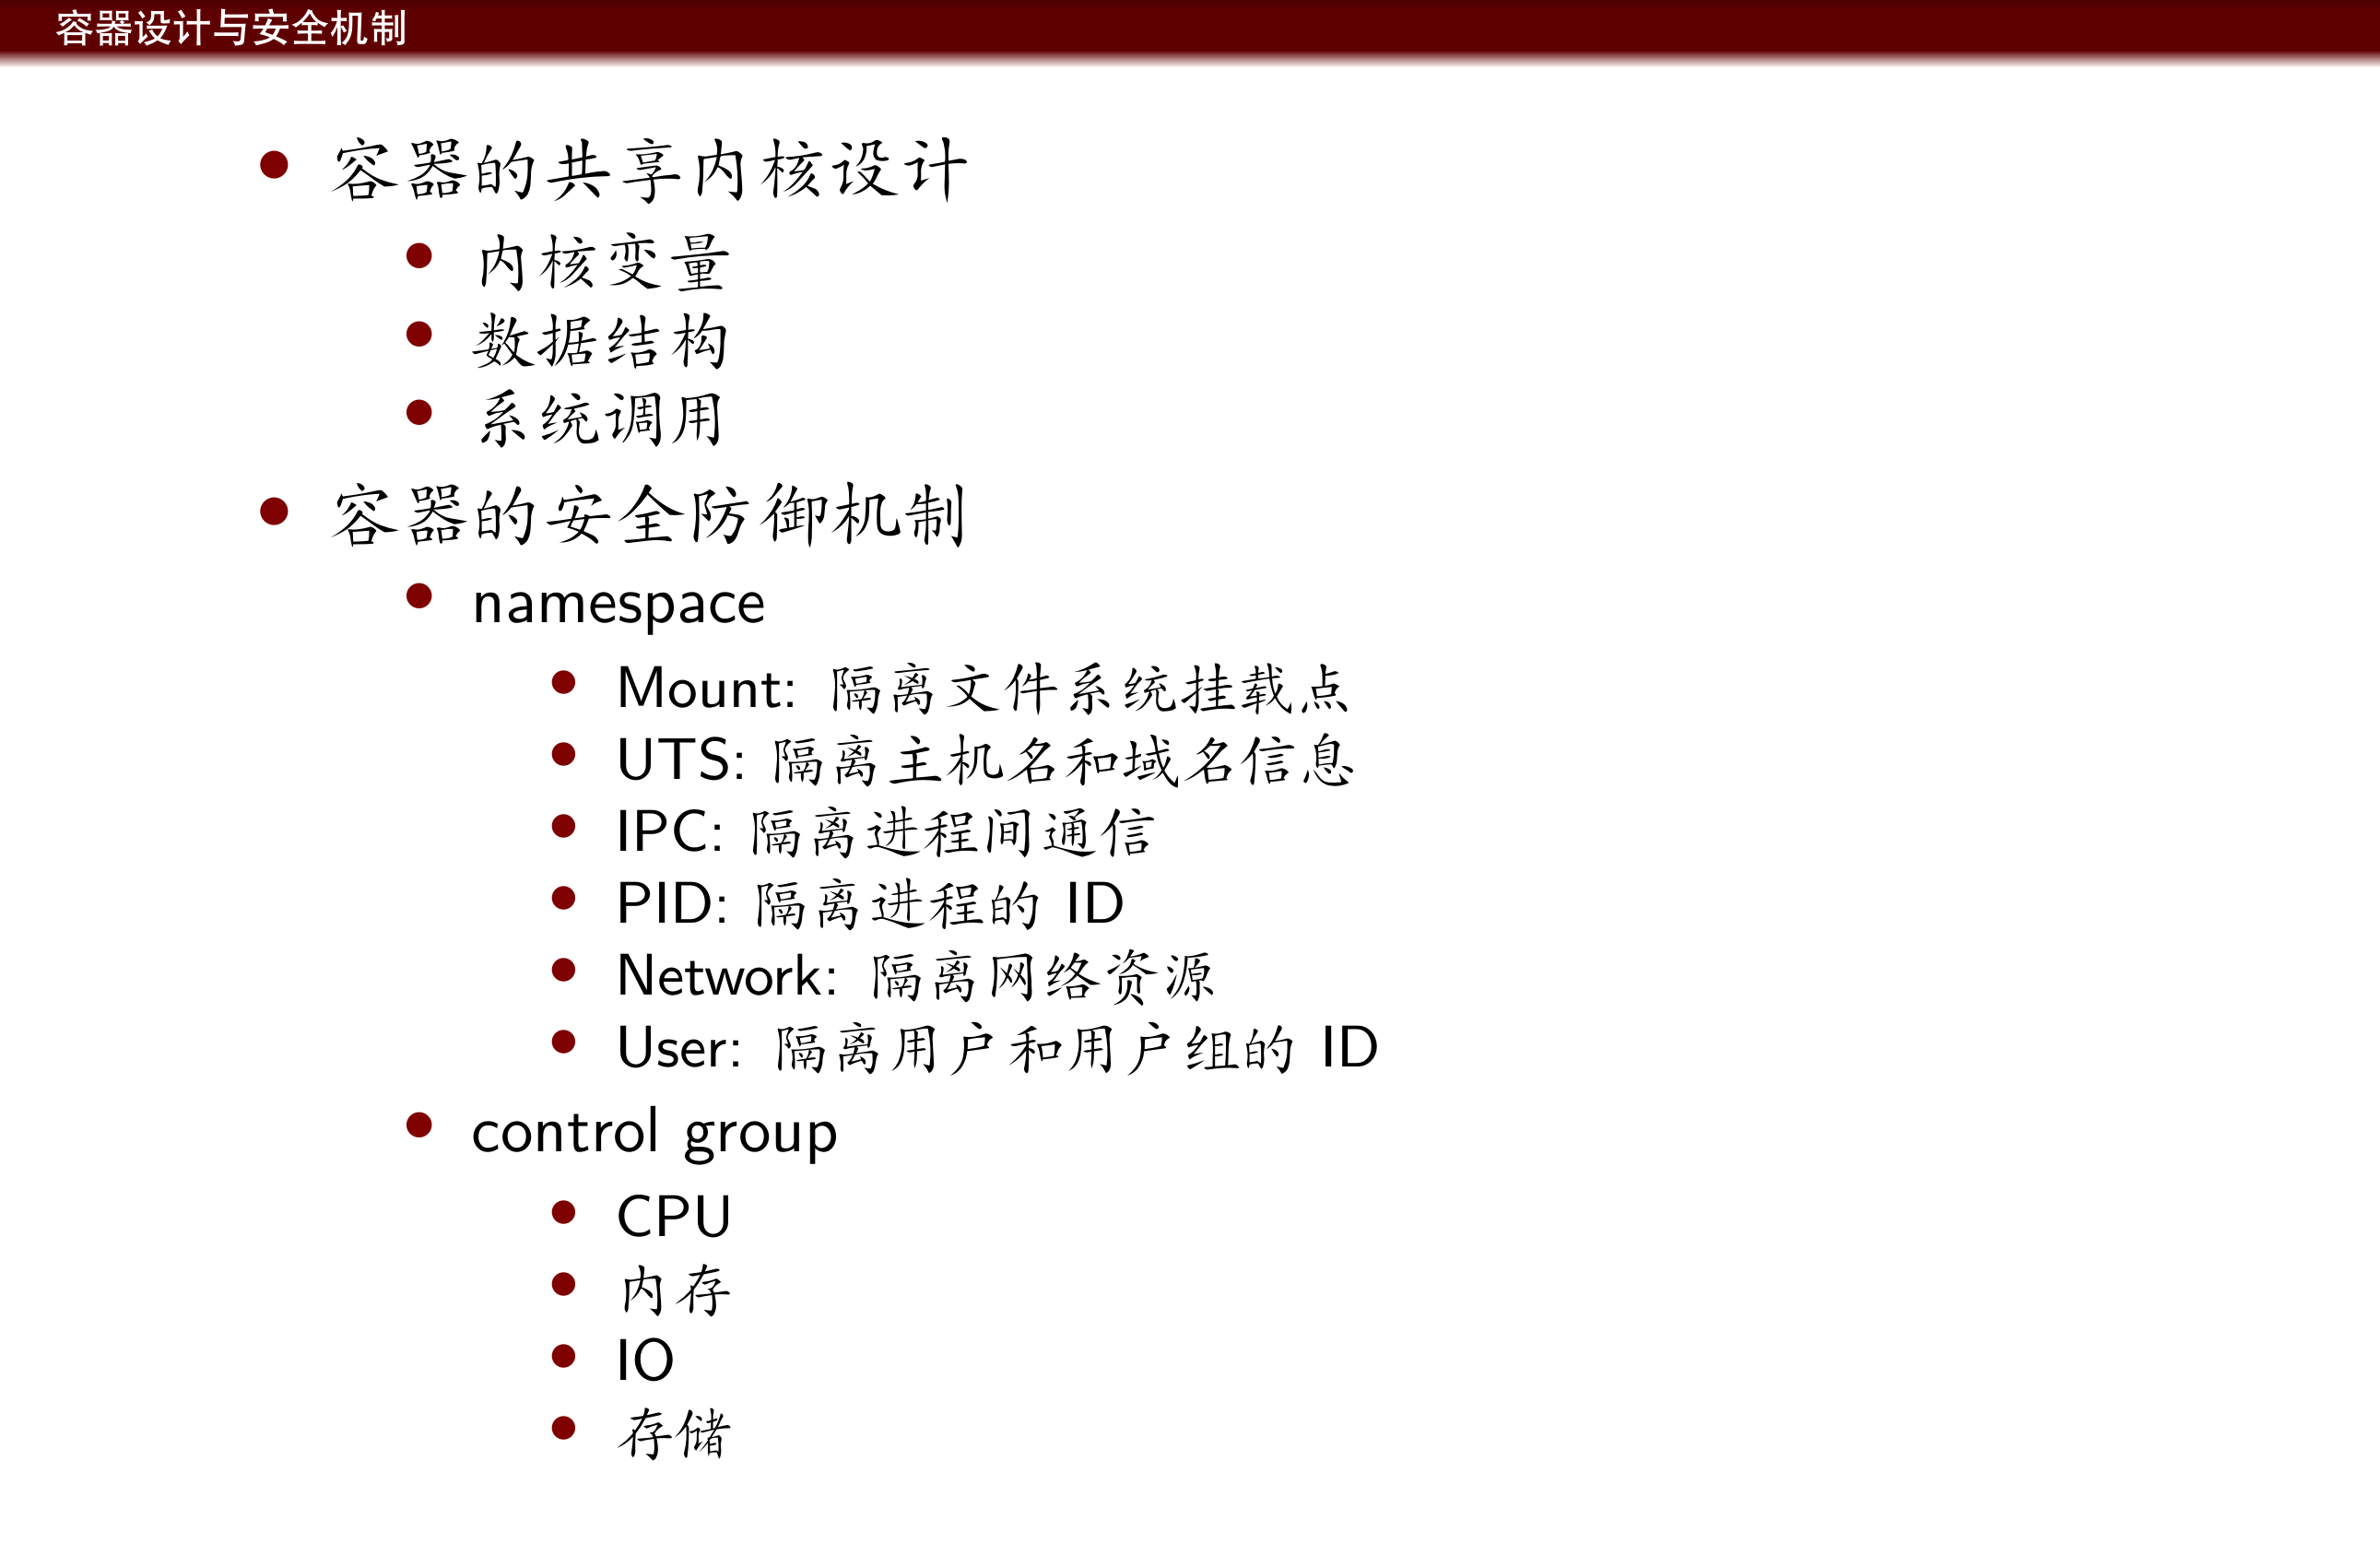 容器设计与安全机制
容器的共享内核设计
内核变量
数据结构
系统调用
容器的安全防御机制
namespace
Mount: 隔离文件系统挂载点
UTS: 隔离主机名和域名信息
IPC: 隔离进程间通信
PID: 隔离进程的 ID
Network: 隔离网络资源
User: 隔离用户和用户组的 ID
control group
CPU
内存
IO
存储